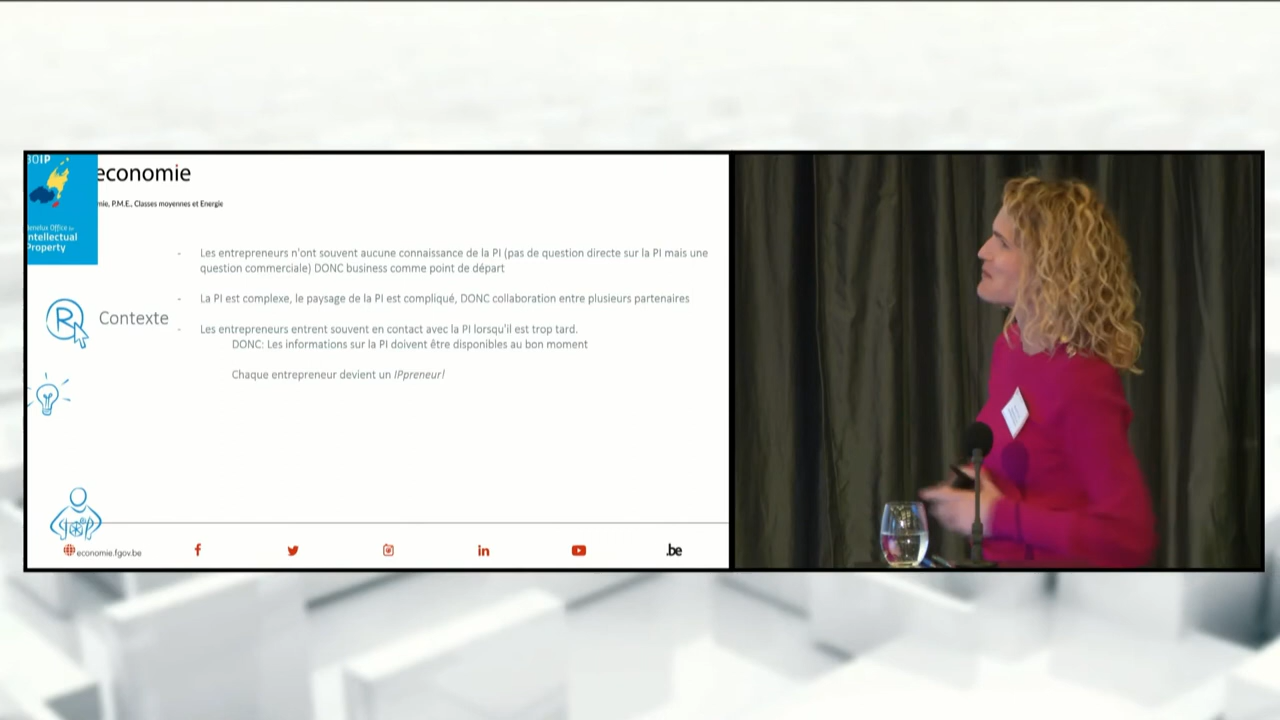 BOIP
Benelux Office for
Intellectual
Property
economie
mie, P.M.E., Classes moyennes et Energie
- Les entrepreneurs n'ont souvent aucune connaissance de la PI (pas de question directe sur la PI mais une
question commerciale) DONC business comme point de départ
- La PI est complexe, le paysage de la PI est compliqué, DONC collaboration entre plusieurs partenaires
Contexte
- Les entrepreneurs entrent souvent en contact avec la PI lorsqu'il est trop tard.
DONC: Les informations sur la PI doivent être disponibles au bon moment
Chaque entrepreneur devient un IPpreneur!
economie.fgov.be
.be